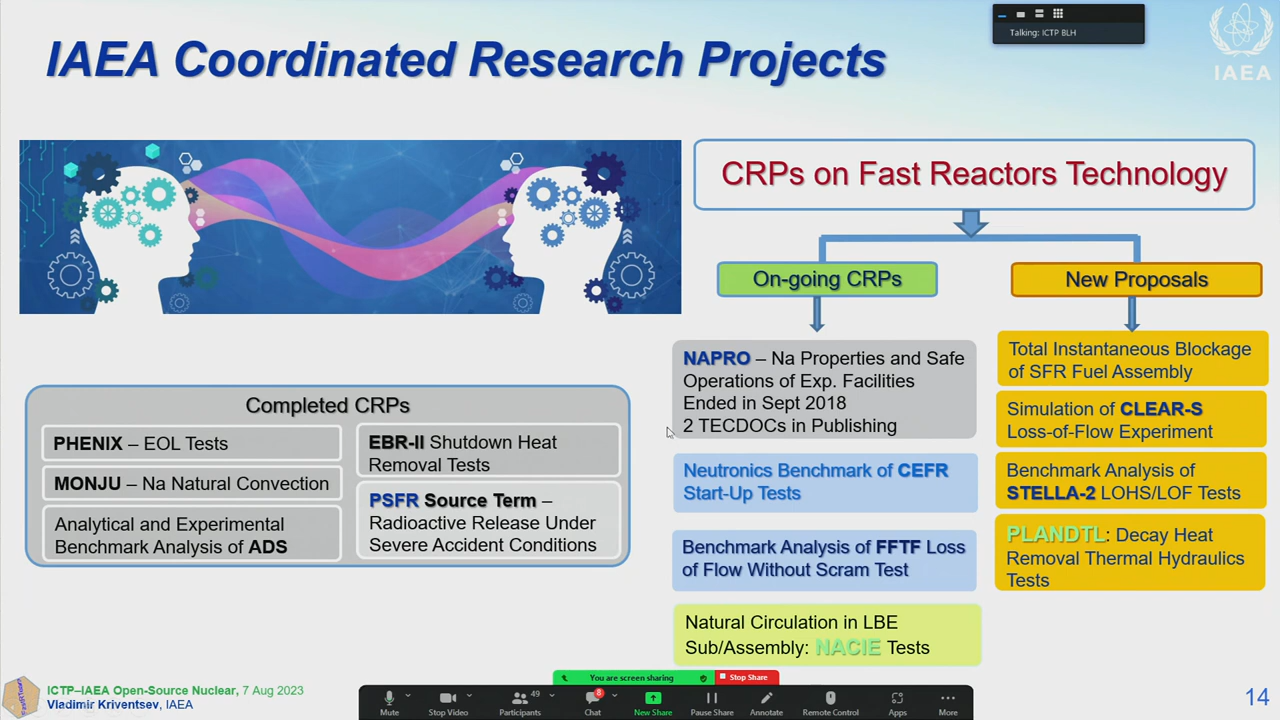 Talking: ICTP BLH
IAEA
IAEA Coordinated Research Projects
CRPs on Fast Reactors Technology
On-going CRPs
New Proposals
NAPRO – Na Properties and Safe
Operations of Exp. Facilities
Ended in Sept 2018
2 TECDOCs in Publishing
Neutronics Benchmark of CEFR
Start-Up Tests
Benchmark Analysis of FFTF Loss
of Flow Without Scram Test
Natural Circulation in LBE
Sub/Assembly: NACIE Tests
Total Instantaneous Blockage
of SFR Fuel Assembly
Simulation of CLEAR-S
Loss-of-Flow Experiment
Benchmark Analysis of
STELLA-2 LOHS/LOF Tests
PLANDTL: Decay Heat
Removal Thermal Hydraulics
Tests
Completed CRPs
PHENIX – EOL Tests
MONJU – Na Natural Convection
Analytical and Experimental
Benchmark Analysis of ADS
EBR-II Shutdown Heat
Removal Tests
PSFR Source Term –
Radioactive Release Under
Severe Accident Conditions
ICTP–IAEA Open-Source Nuclear, 7 Aug 2023
Vladimir Kriventsev, IAEA
14
You are screen sharing
Stop Share
Mute
Stop Video
49
Participants
8
Chat
New Share
Pause Share
Annotate
Remote Control
Apps
More